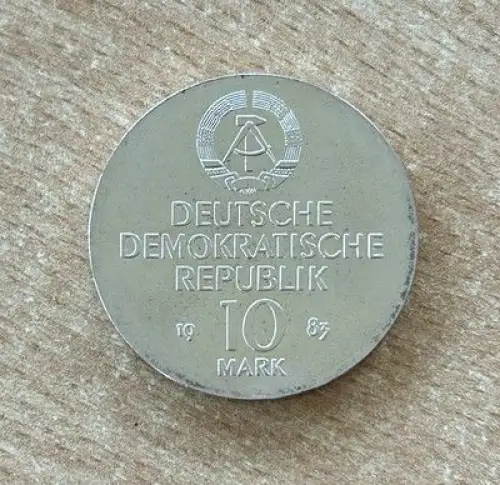 DEUTSCHE
DEMOKRATISCHE
REPUBLIK
19 10 83
MARK